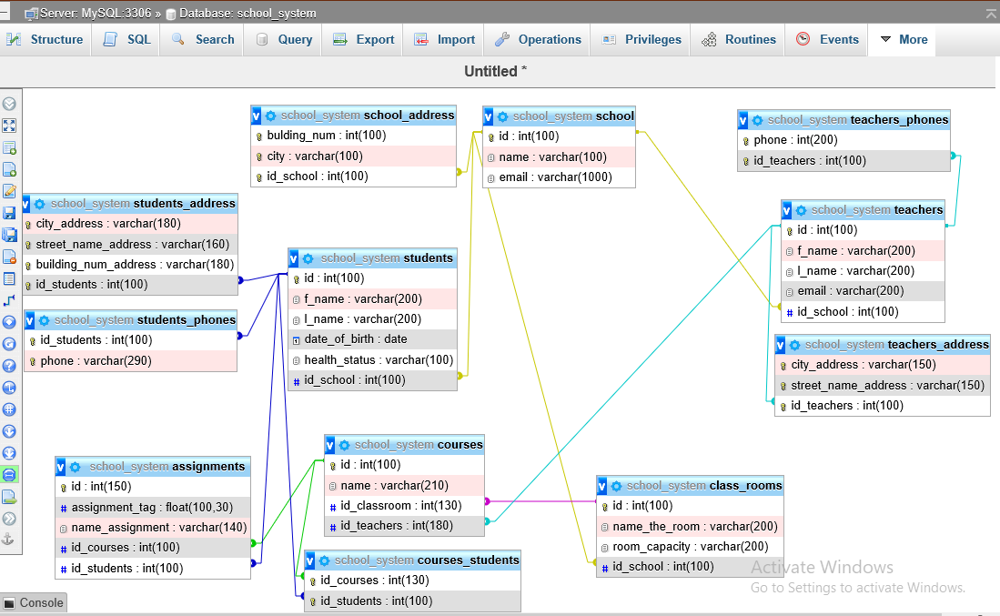 Server: MySQL:3306 » Database: school_system
Structure SQL Search Query Export Import Operations Privileges Routines Events More
Untitled *
school_system school_address
bulding_num : int(100)
city : varchar(100)
id_school : int(100)
school_system school
id : int(100)
name : varchar(100)
email : varchar(1000)
school_system teachers_phones
phone : int(200)
id_teachers : int(100)
school_system students_address
city_address : varchar(180)
street_name_address : varchar(160)
building_num_address : varchar(180)
id_students : int(100)
school_system teachers
id : int(100)
f_name : varchar(200)
l_name : varchar(200)
email : varchar(200)
id_school : int(100)
school_system students
id : int(100)
f_name : varchar(200)
l_name : varchar(200)
date_of_birth : date
health_status : varchar(100)
id_school : int(100)
school_system students_phones
id_students : int(100)
phone : varchar(290)
school_system teachers_address
city_address : varchar(150)
street_name_address : varchar(150)
id_teachers : int(100)
school_system courses
id : int(100)
name : varchar(210)
id_classroom : int(130)
id_teachers : int(180)
school_system assignments
id : int(150)
assignment_tag : float(100,30)
name_assignment : varchar(140)
id_courses : int(100)
id_students : int(100)
school_system class_rooms
id : int(100)
name_the_room : varchar(200)
room_capacity : varchar(200)
id_school : int(100)
school_system courses_students
id_courses : int(130)
id_students : int(100)
Activate Windows
Go to Settings to activate Windows.
Console